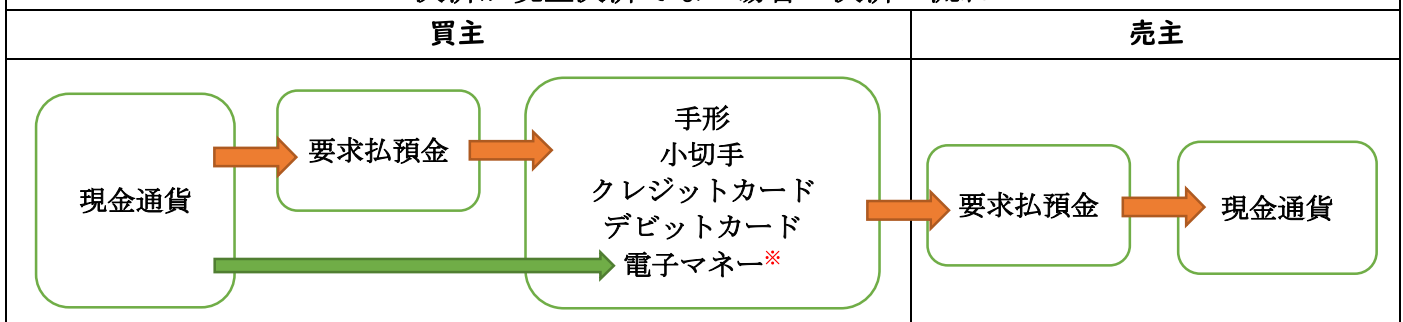 買主
売主
現金通貨
要求払預金
手形
小切手
クレジットカード
デビットカード
電子マネー※
要求払預金
現金通貨